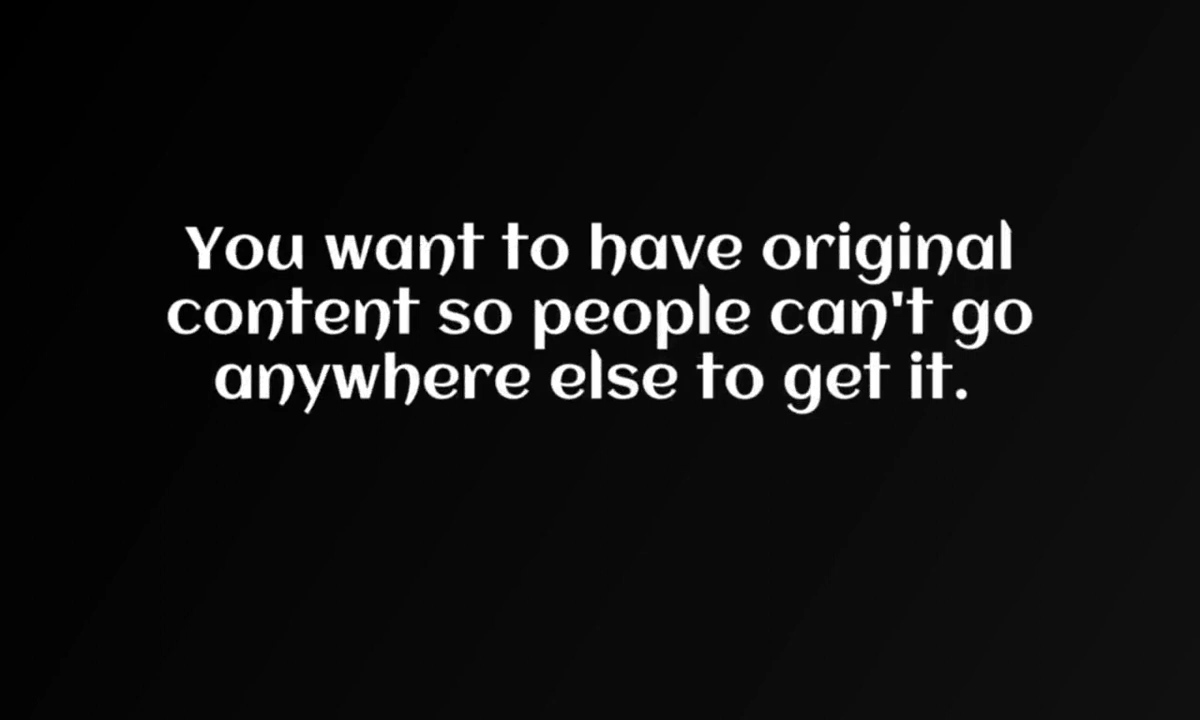 You want to have original
content so people can't go
anywhere else to get it.